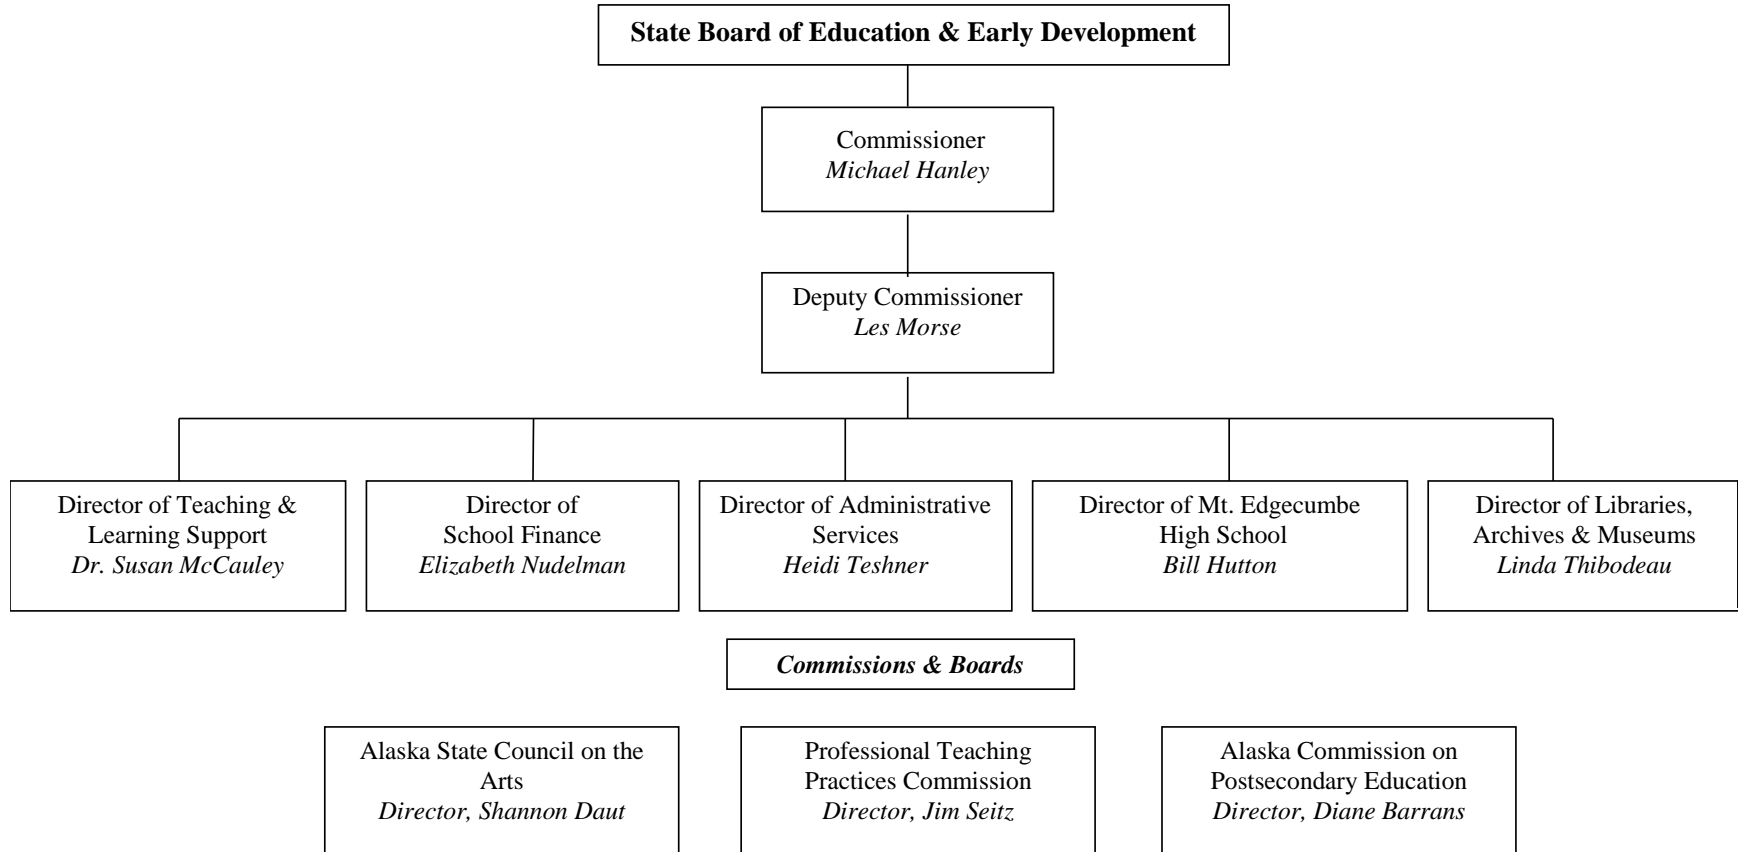 State Board of Education & Early Development
Commissioner
Michael Hanley
Deputy Commissioner
Les Morse
Director of Teaching &
Learning Support
Dr. Susan McCauley
Director of
School Finance
Elizabeth Nudelman
Director of Administrative
Services
Heidi Teshner
Director of Mt. Edgecumbe
High School
Bill Hutton
Director of Libraries,
Archives & Museums
Linda Thibodeau
Commissions & Boards
Alaska State Council on the
Arts
Director, Shannon Daut
Professional Teaching
Practices Commission
Director, Jim Seitz
Alaska Commission on
Postsecondary Education
Director, Diane Barrans